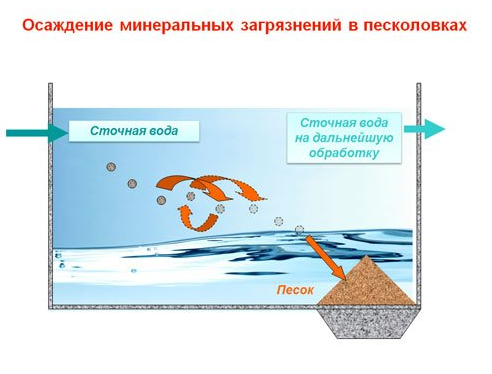 Осаждение минеральных загрязнений в песколовках
Сточная вода
Сточная вода
на дальнейшую
обработку
Песок